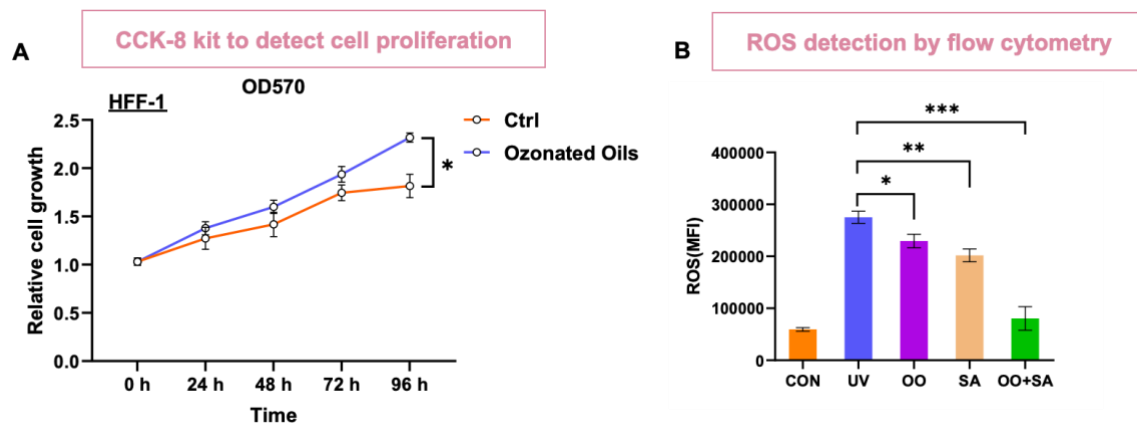 CCK-8 kit to detect cell proliferation
A
OD570
HFF-1
Relative cell growth
2.5
2.0
1.5
1.0
0.5
0.0
0 h 24 h 48 h 72 h 96 h
Time
Ctrl
Ozonated Oils
*
ROS detection by flow cytometry
B
ROS(MFI)
400000
300000
200000
100000
0
***
**
*
CON UV OO SA OO+SA